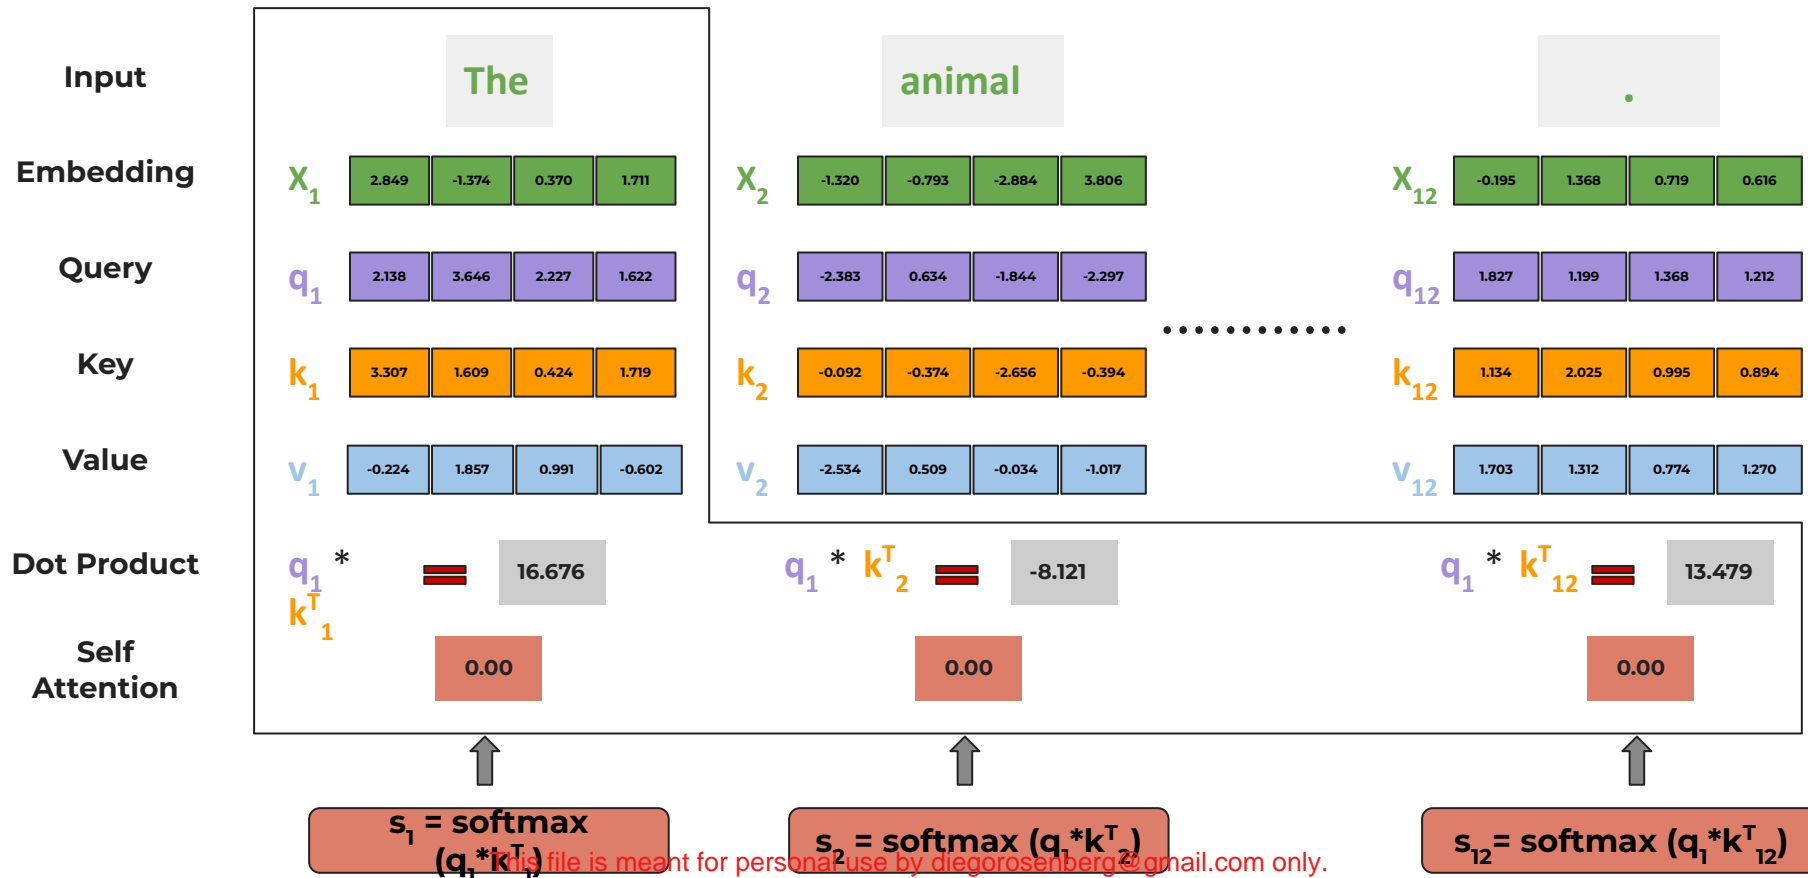 Input The animal .
Embedding X1 2.849 -1.374 0.370 1.711 X2 -1.320 -0.793 -2.884 3.806 X12 -0.195 1.368 0.719 0.616
Query q1 2.138 3.646 2.227 1.622 q2 -2.383 0.634 -1.844 -2.297 q12 1.827 1.199 1.368 1.212
Key k1 3.307 1.609 0.424 1.719 k2 -0.092 -0.374 -2.656 -0.394 k12 1.134 2.025 0.995 0.894
Value v1 -0.224 1.857 0.991 -0.602 v2 -2.534 0.509 -0.034 -1.017 v12 1.703 1.312 0.774 1.270
Dot Product q1 * kT1 = 16.676 q1 * kT2 = -8.121 q1 * kT12 = 13.479
Self
Attention 0.00 0.00 0.00
s1 = softmax
(q1*kT1) s2 = softmax (q1*kT2) s12= softmax (q1*kT12)
This file is meant for personal use by diegorosenberg@gmail.com only.